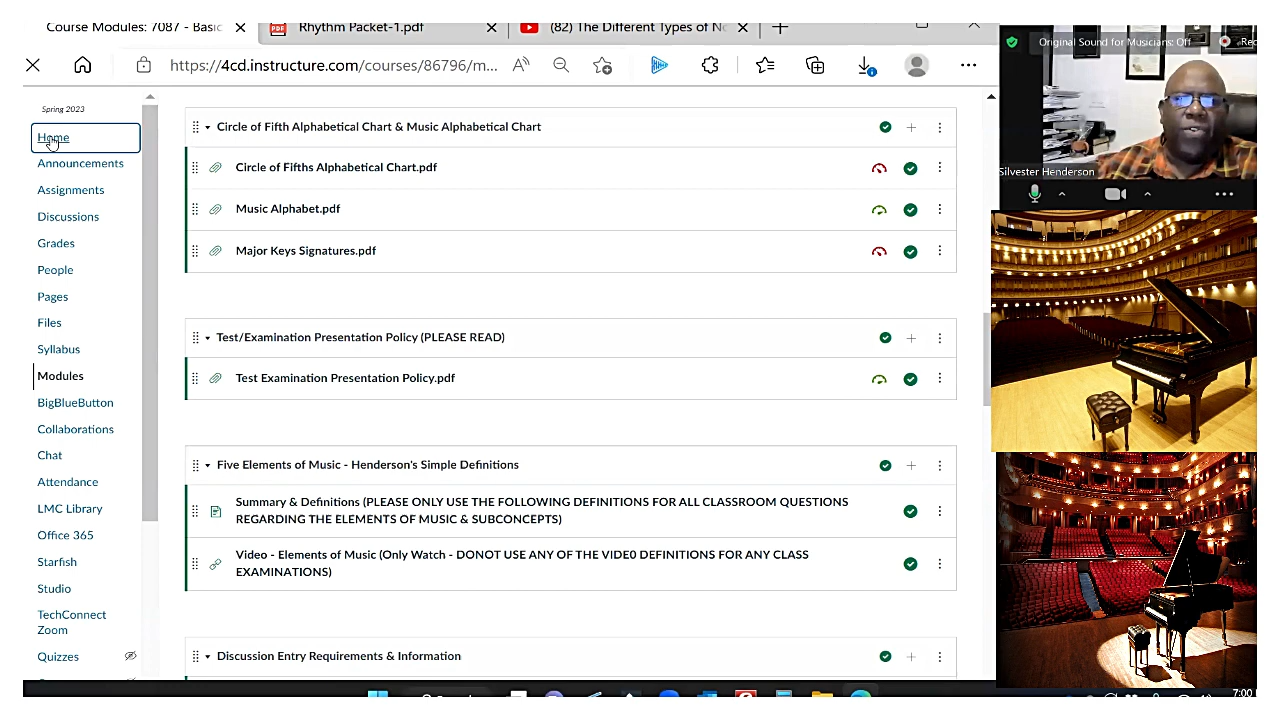 Course Modules: 7087 - Basic
Rhythm Packet-1.pdf
(82) The Different Types of No
https://4cd.instructure.com/courses/86796/m...
Original Sound for Musicians: Off
Rec
Silvester Henderson
Spring 2023
Home
Announcements
Assignments
Discussions
Grades
People
Pages
Files
Syllabus
Modules
BigBlueButton
Collaborations
Chat
Attendance
LMC Library
Office 365
Starfish
Studio
TechConnect
Zoom
Quizzes
Circle of Fifth Alphabetical Chart & Music Alphabetical Chart
Circle of Fifths Alphabetical Chart.pdf
Music Alphabet.pdf
Major Keys Signatures.pdf
Test/Examination Presentation Policy (PLEASE READ)
Test Examination Presentation Policy.pdf
Five Elements of Music - Henderson's Simple Definitions
Summary & Definitions (PLEASE ONLY USE THE FOLLOWING DEFINITIONS FOR ALL CLASSROOM QUESTIONS
REGARDING THE ELEMENTS OF MUSIC & SUBCONCEPTS)
Video - Elements of Music (Only Watch - DONOT USE ANY OF THE VIDE0 DEFINITIONS FOR ANY CLASS
EXAMINATIONS)
Discussion Entry Requirements & Information
7:00